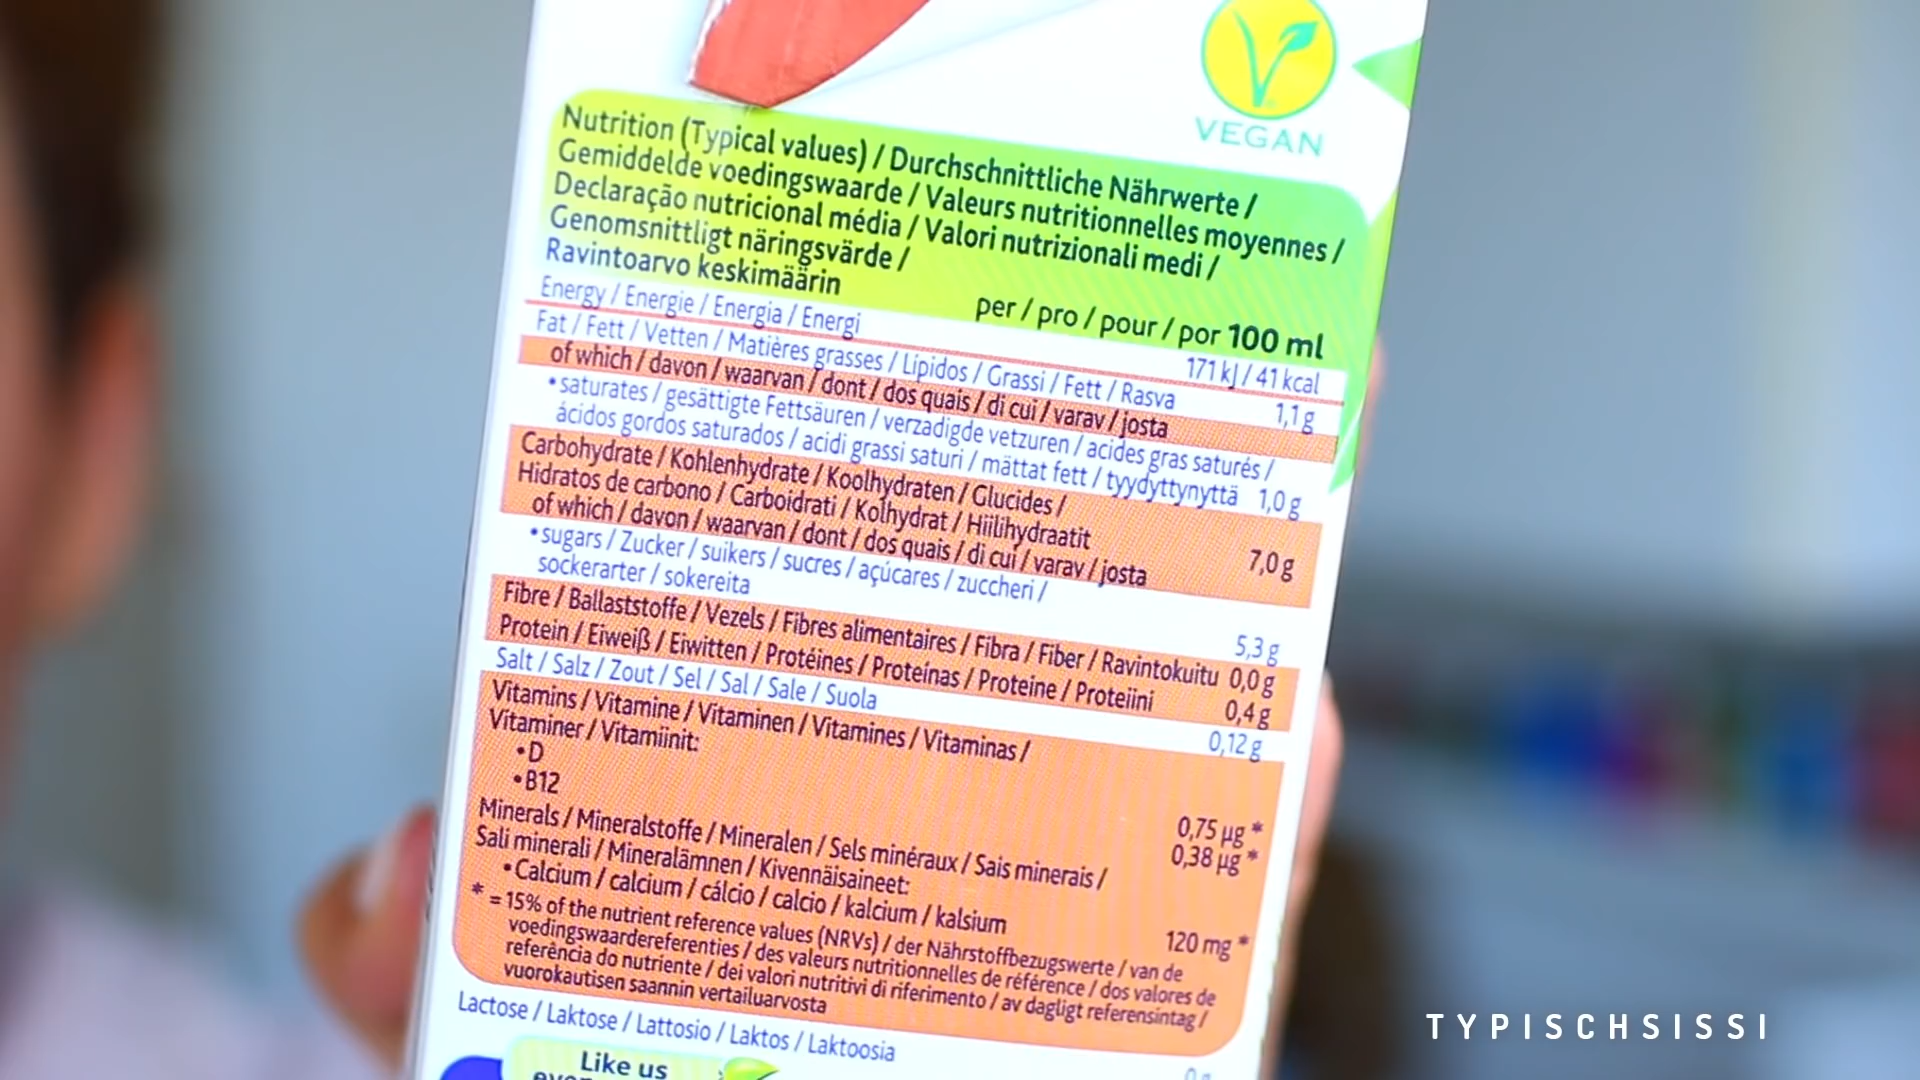 VEGAN
Nutrition (Typical values) / Durchschnittliche Nährwerte /
Gemiddelde voedingswaarde / Valeurs nutritionnelles moyennes /
Declaração nutricional média / Valori nutrizionali medi /
Genomsnittligt näringsvärde /
Ravintoarvo keskimäärin
per / pro / pour / por 100 ml
Energy / Energie / Energia / Energi 171 kJ / 41 kcal
Fat / Fett / Vetten / Matières grasses / Lípidos / Grassi / Fett / Rasva 1,1 g
of which / davon / waarvan / dont / dos quais / di cui / varav / josta
• saturates / gesättigte Fettsäuren / verzadigde vetzuren / acides gras saturés /
ácidos gordos saturados / acidi grassi saturi / mättat fett / tyydyttynyttä 1,0 g
Carbohydrate / Kohlenhydrate / Koolhydraten / Glucides /
Hidratos de carbono / Carboidrati / Kolhydrat / Hiilihydraatit 7,0 g
of which / davon / waarvan / dont / dos quais / di cui / varav / josta
• sugars / Zucker / suikers / sucres / açúcares / zuccheri /
sockerarter / sokereita 5,3 g
Fibre / Ballaststoffe / Vezels / Fibres alimentaires / Fibra / Fiber / Ravintokuitu 0,0 g
Protein / Eiweiß / Eiwitten / Protéines / Proteínas / Proteine / Proteiini 0,4 g
Salt / Salz / Zout / Sel / Sal / Sale / Suola 0,12 g
Vitamins / Vitamine / Vitaminen / Vitamines / Vitaminas /
Vitaminer / Vitamiinit:
• D 0,75 µg *
• B12 0,38 µg *
Minerals / Mineralstoffe / Mineralen / Sels minéraux / Sais minerais /
Sali minerali / Mineralämnen / Kivennäisaineet:
• Calcium / calcium / cálcio / calcio / kalcium / kalsium 120 mg *
* = 15% of the nutrient reference values (NRVs) / der Nährstoffbezugswerte / van de
voedingswaardereferenties / des valeurs nutritionnelles de référence / dos valores de
referência do nutriente / dei valori nutritivi di riferimento / av dagligt referensintag /
vuorokautisen saannin vertailuarvosta
Lactose / Laktose / Lattosio / Laktos / Laktoosia 0 g
Like us
TYPISCHSISSI